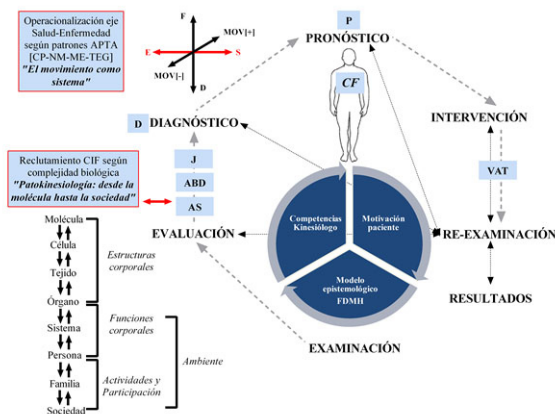 Operacionalización eje
Salud-Enfermedad
según patrones APTA
[CP-NM-ME-TEG]
"El movimiento como
sistema"
F
MOV[+]
E
S
MOV[-]
D
P
PRONÓSTICO
CF
D
DIAGNÓSTICO
INTERVENCIÓN
J
VAT
ABD
AS
Reclutamiento CIF según
complejidad biológica
"Patokinesiología: desde la
molécula hasta la sociedad"
EVALUACIÓN
Competencias
Kinesiólogo
Motivación
paciente
Modelo
epistemológico
FDMH
RE-EXAMINACIÓN
RESULTADOS
EXAMINACIÓN
Molécula
Célula
Tejido
Órgano
Sistema
Persona
Familia
Sociedad
Estructuras
corporales
Funciones
corporales
Actividades y
Participación
Ambiente